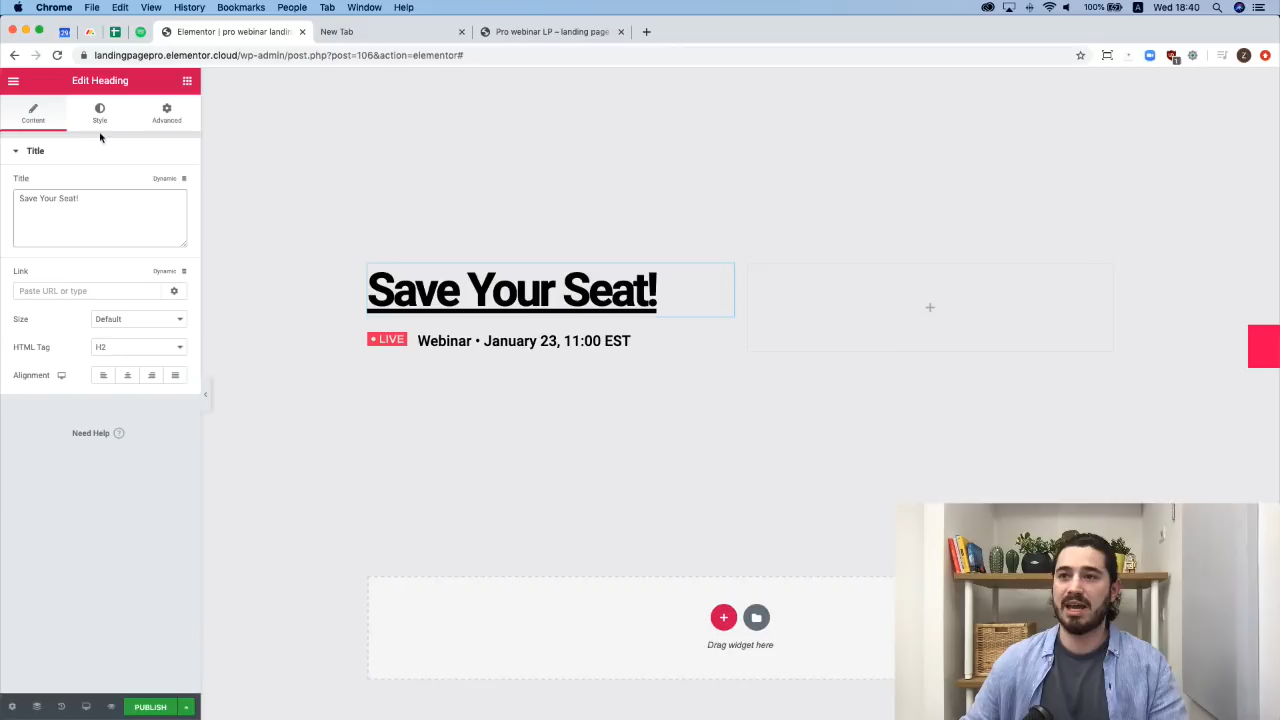 Chrome File Edit View History Bookmarks People Tab Window Help
100% Wed 18:40
Elementor | pro webinar landin
New Tab
Pro webinar LP – landing page
landingpagepro.elementor.cloud/wp-admin/post.php?post=106&action=elementor#
Edit Heading
Content
Style
Advanced
Title
Title
Dynamic
Save Your Seat!
Link
Dynamic
Paste URL or type
Size
Default
HTML Tag
H2
Alignment
Need Help
PUBLISH
Save Your Seat!
LIVE
Webinar • January 23, 11:00 EST
Drag widget here